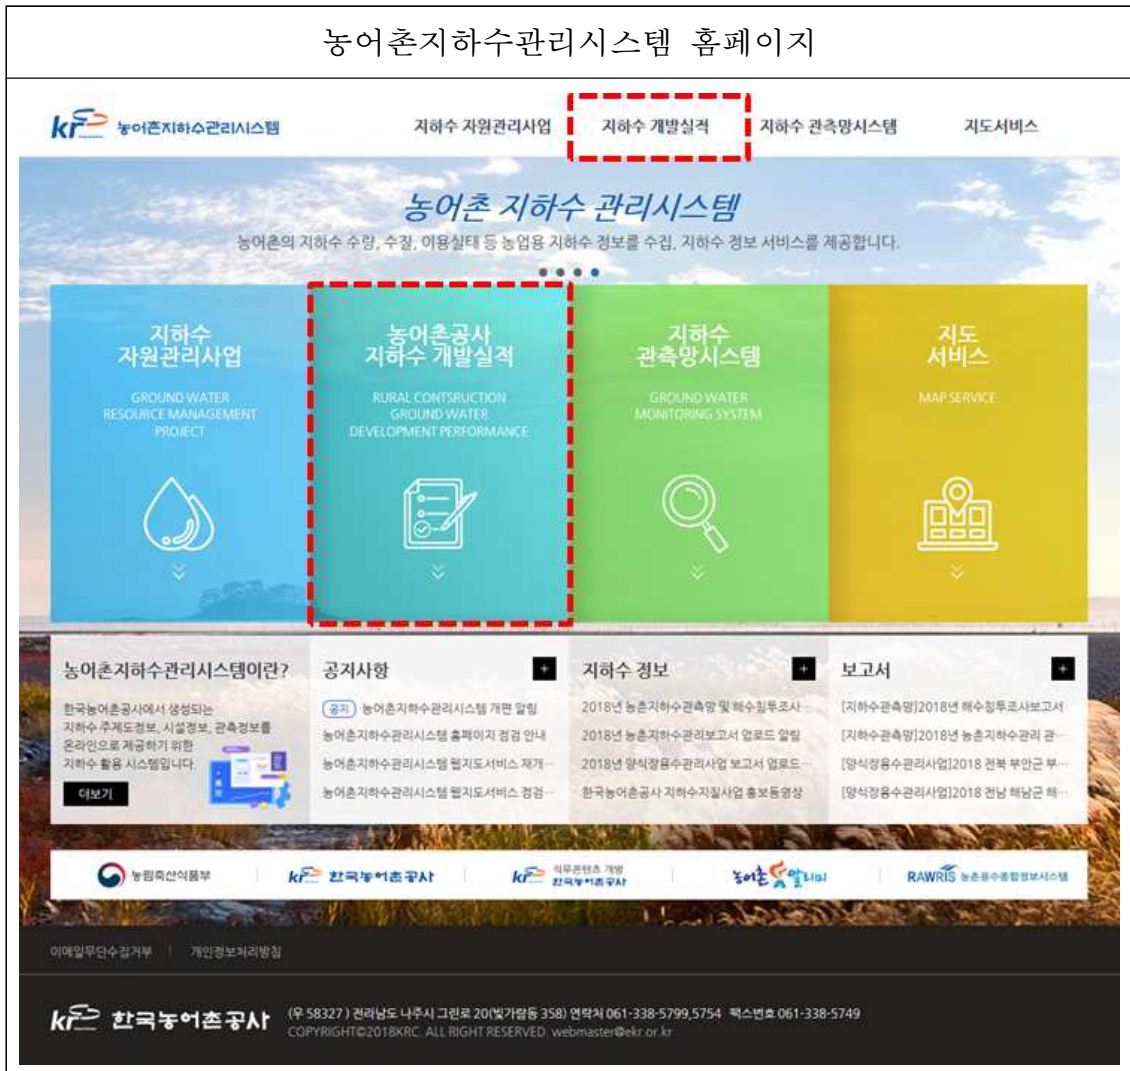 농어촌지하수관리시스템 홈페이지
kr 농어촌지하수관리시스템
지하수 자원관리사업
지하수 개발실적
지하수 관측망시스템
지도서비스
농어촌 지하수 관리시스템
농어촌의 지하수 수량, 수질, 이용실태 등 농업용 지하수 정보를 수집, 지하수 정보 서비스를 제공합니다.
지하수
자원관리사업
GROUND WATER
RESOURCE MANAGEMENT
PROJECT
농어촌공사
지하수 개발실적
RURAL CONTSRUCTION
GROUND WATER
DEVELOPMENT PERFORMANCE
지하수
관측망시스템
GROUND WATER
MONITORING SYSTEM
지도
서비스
MAP SERVICE
농어촌지하수관리시스템이란?
한국농어촌공사에서 생성되는
지하수 주제도정보, 시설정보, 관측정보를
온라인으로 제공하기 위한
지하수 활용 시스템입니다.
더보기
공지사항 +
공지 농어촌지하수관리시스템 개편 알림
농어촌지하수관리시스템 홈페이지 점검 안내
농어촌지하수관리시스템 웹지도서비스 재개…
농어촌지하수관리시스템 웹지도서비스 점검…
지하수 정보 +
2018년 농촌지하수관측망 및 해수침투조사…
2018년 농촌지하수관리보고서 업로드 알림
2018년 양식장용수관리사업 보고서 업로드…
한국농어촌공사 지하수지질사업 홍보동영상
보고서 +
[지하수관측망]2018년 해수침투조사보고서
[지하수관측망]2018년 농촌지하수관리 관…
[양식장용수관리사업]2018 전북 부안군 부…
[양식장용수관리사업]2018 전남 해남군 해…
농림축산식품부
kr 한국농어촌공사
kr 직무콘텐츠 개발
한국농어촌공사
농어촌 알리미
RAWRIS 농촌용수종합정보시스템
이메일무단수집거부 | 개인정보처리방침
kr 한국농어촌공사
(우 58327 ) 전라남도 나주시 그린로 20(빛가람동 358) 연락처 061-338-5799,5754 팩스번호 061-338-5749
COPYRIGHT©2018KRC. ALL RIGHT RESERVED. webmaster@ekr.or.kr